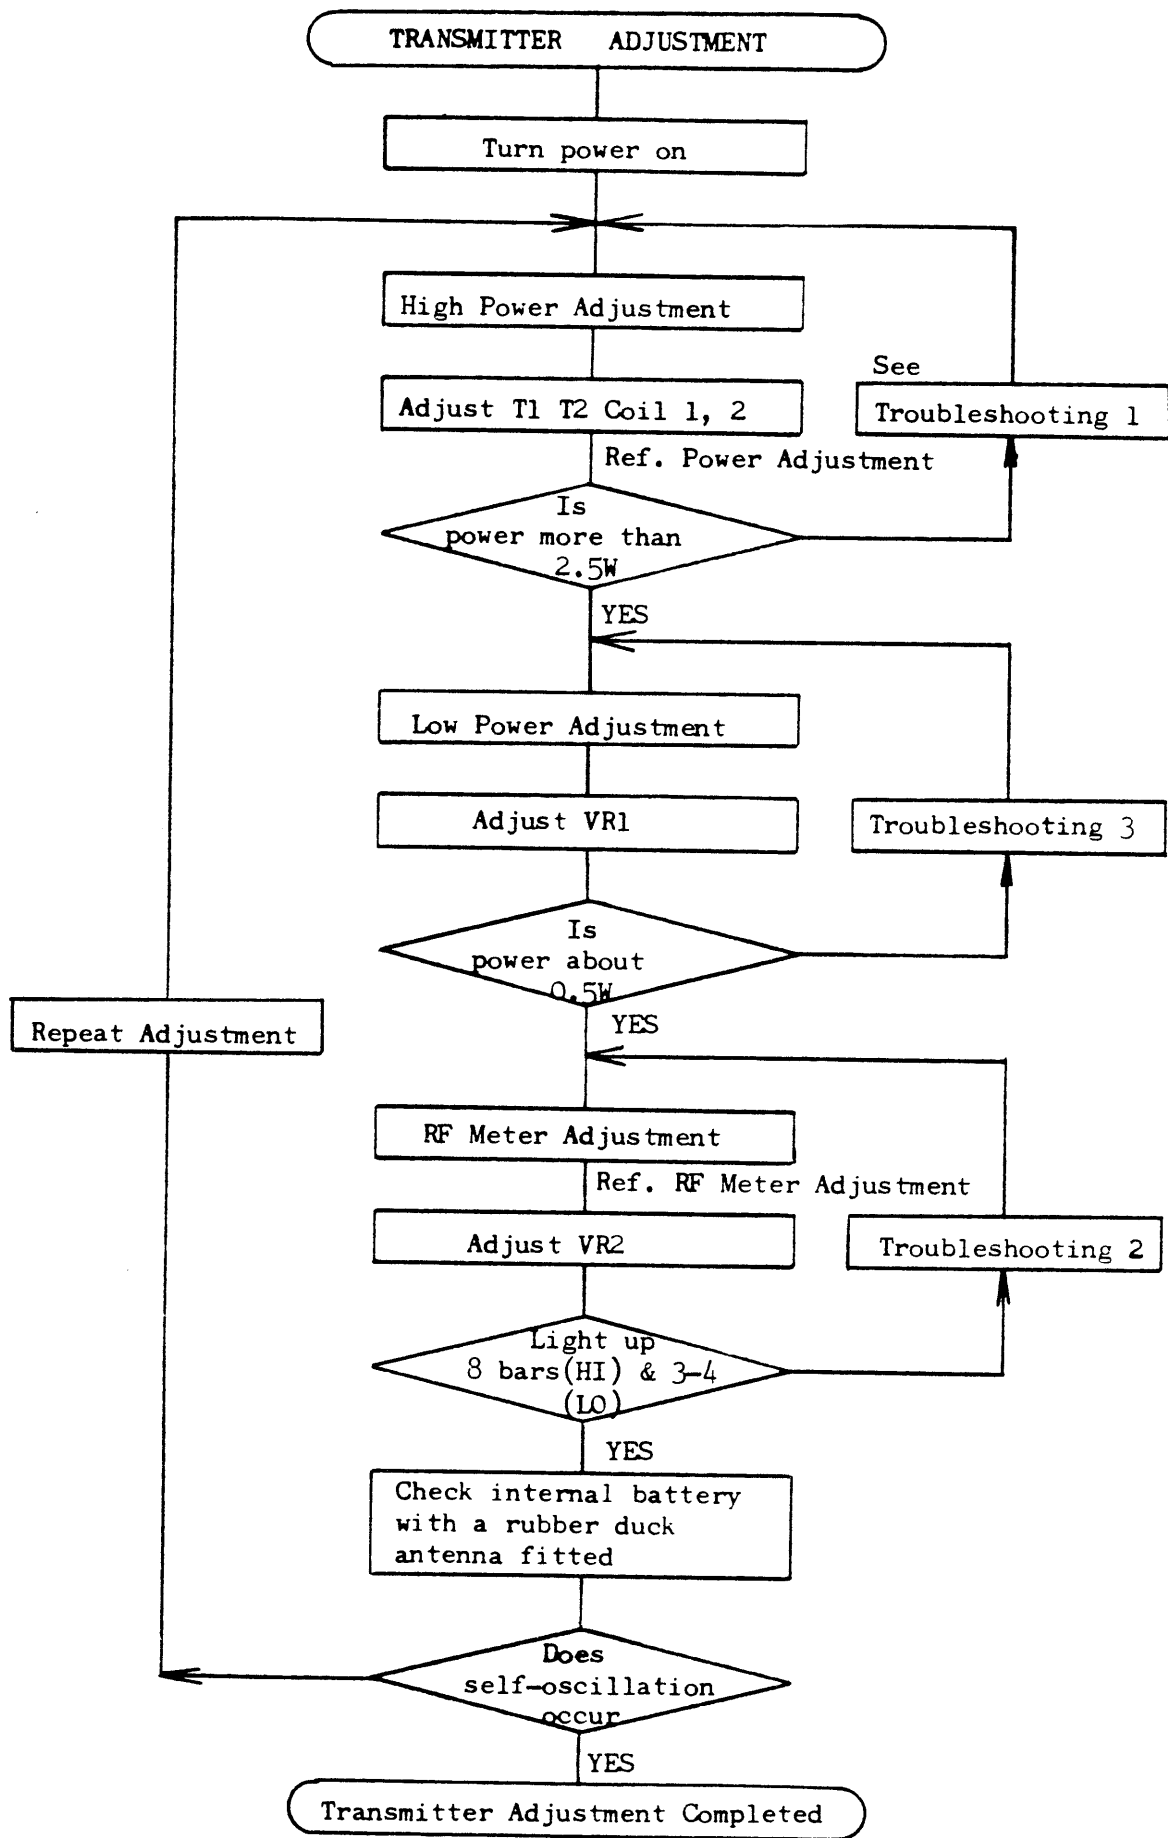 TRANSMITTER ADJUSTMENT
Turn power on
High Power Adjustment
See
Adjust T1 T2 Coil 1, 2
Troubleshooting 1
Ref. Power Adjustment
Is
power more than
2.5W
YES
Low Power Adjustment
Adjust VR1
Troubleshooting 3
Is
power about
0.5W
YES
Repeat Adjustment
RF Meter Adjustment
Ref. RF Meter Adjustment
Adjust VR2
Troubleshooting 2
Light up
8 bars(HI) & 3-4
(LO)
YES
Check internal battery
with a rubber duck
antenna fitted
Does
self-oscillation
occur
YES
Transmitter Adjustment Completed